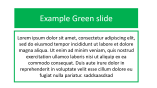 Example Green slide
Lorem ipsum dolor sit amet, consectetur adipiscing elit,
sed do eiusmod tempor incididunt ut labore et dolore
magna aliqua. Ut enim ad minim veniam, quis nostrud
exercitation ullamco laboris nisi ut aliquip ex ea
commodo consequat. Duis aute irure dolor in
reprehenderit in voluptate velit esse cillum dolore eu
fugiat nulla pariatur.